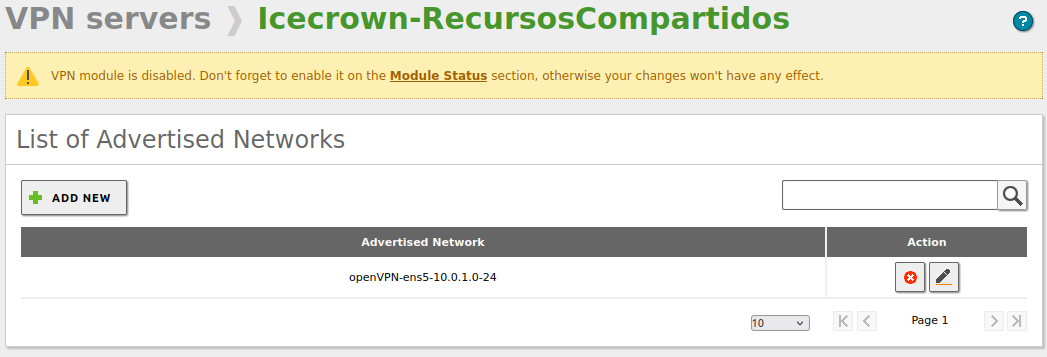 VPN servers ❯ Icecrown-RecursosCompartidos
?
VPN module is disabled. Don't forget to enable it on the Module Status section, otherwise your changes won't have any effect.
List of Advertised Networks
ADD NEW
Advertised Network Action
openVPN-ens5-10.0.1.0-24
10 Page 1